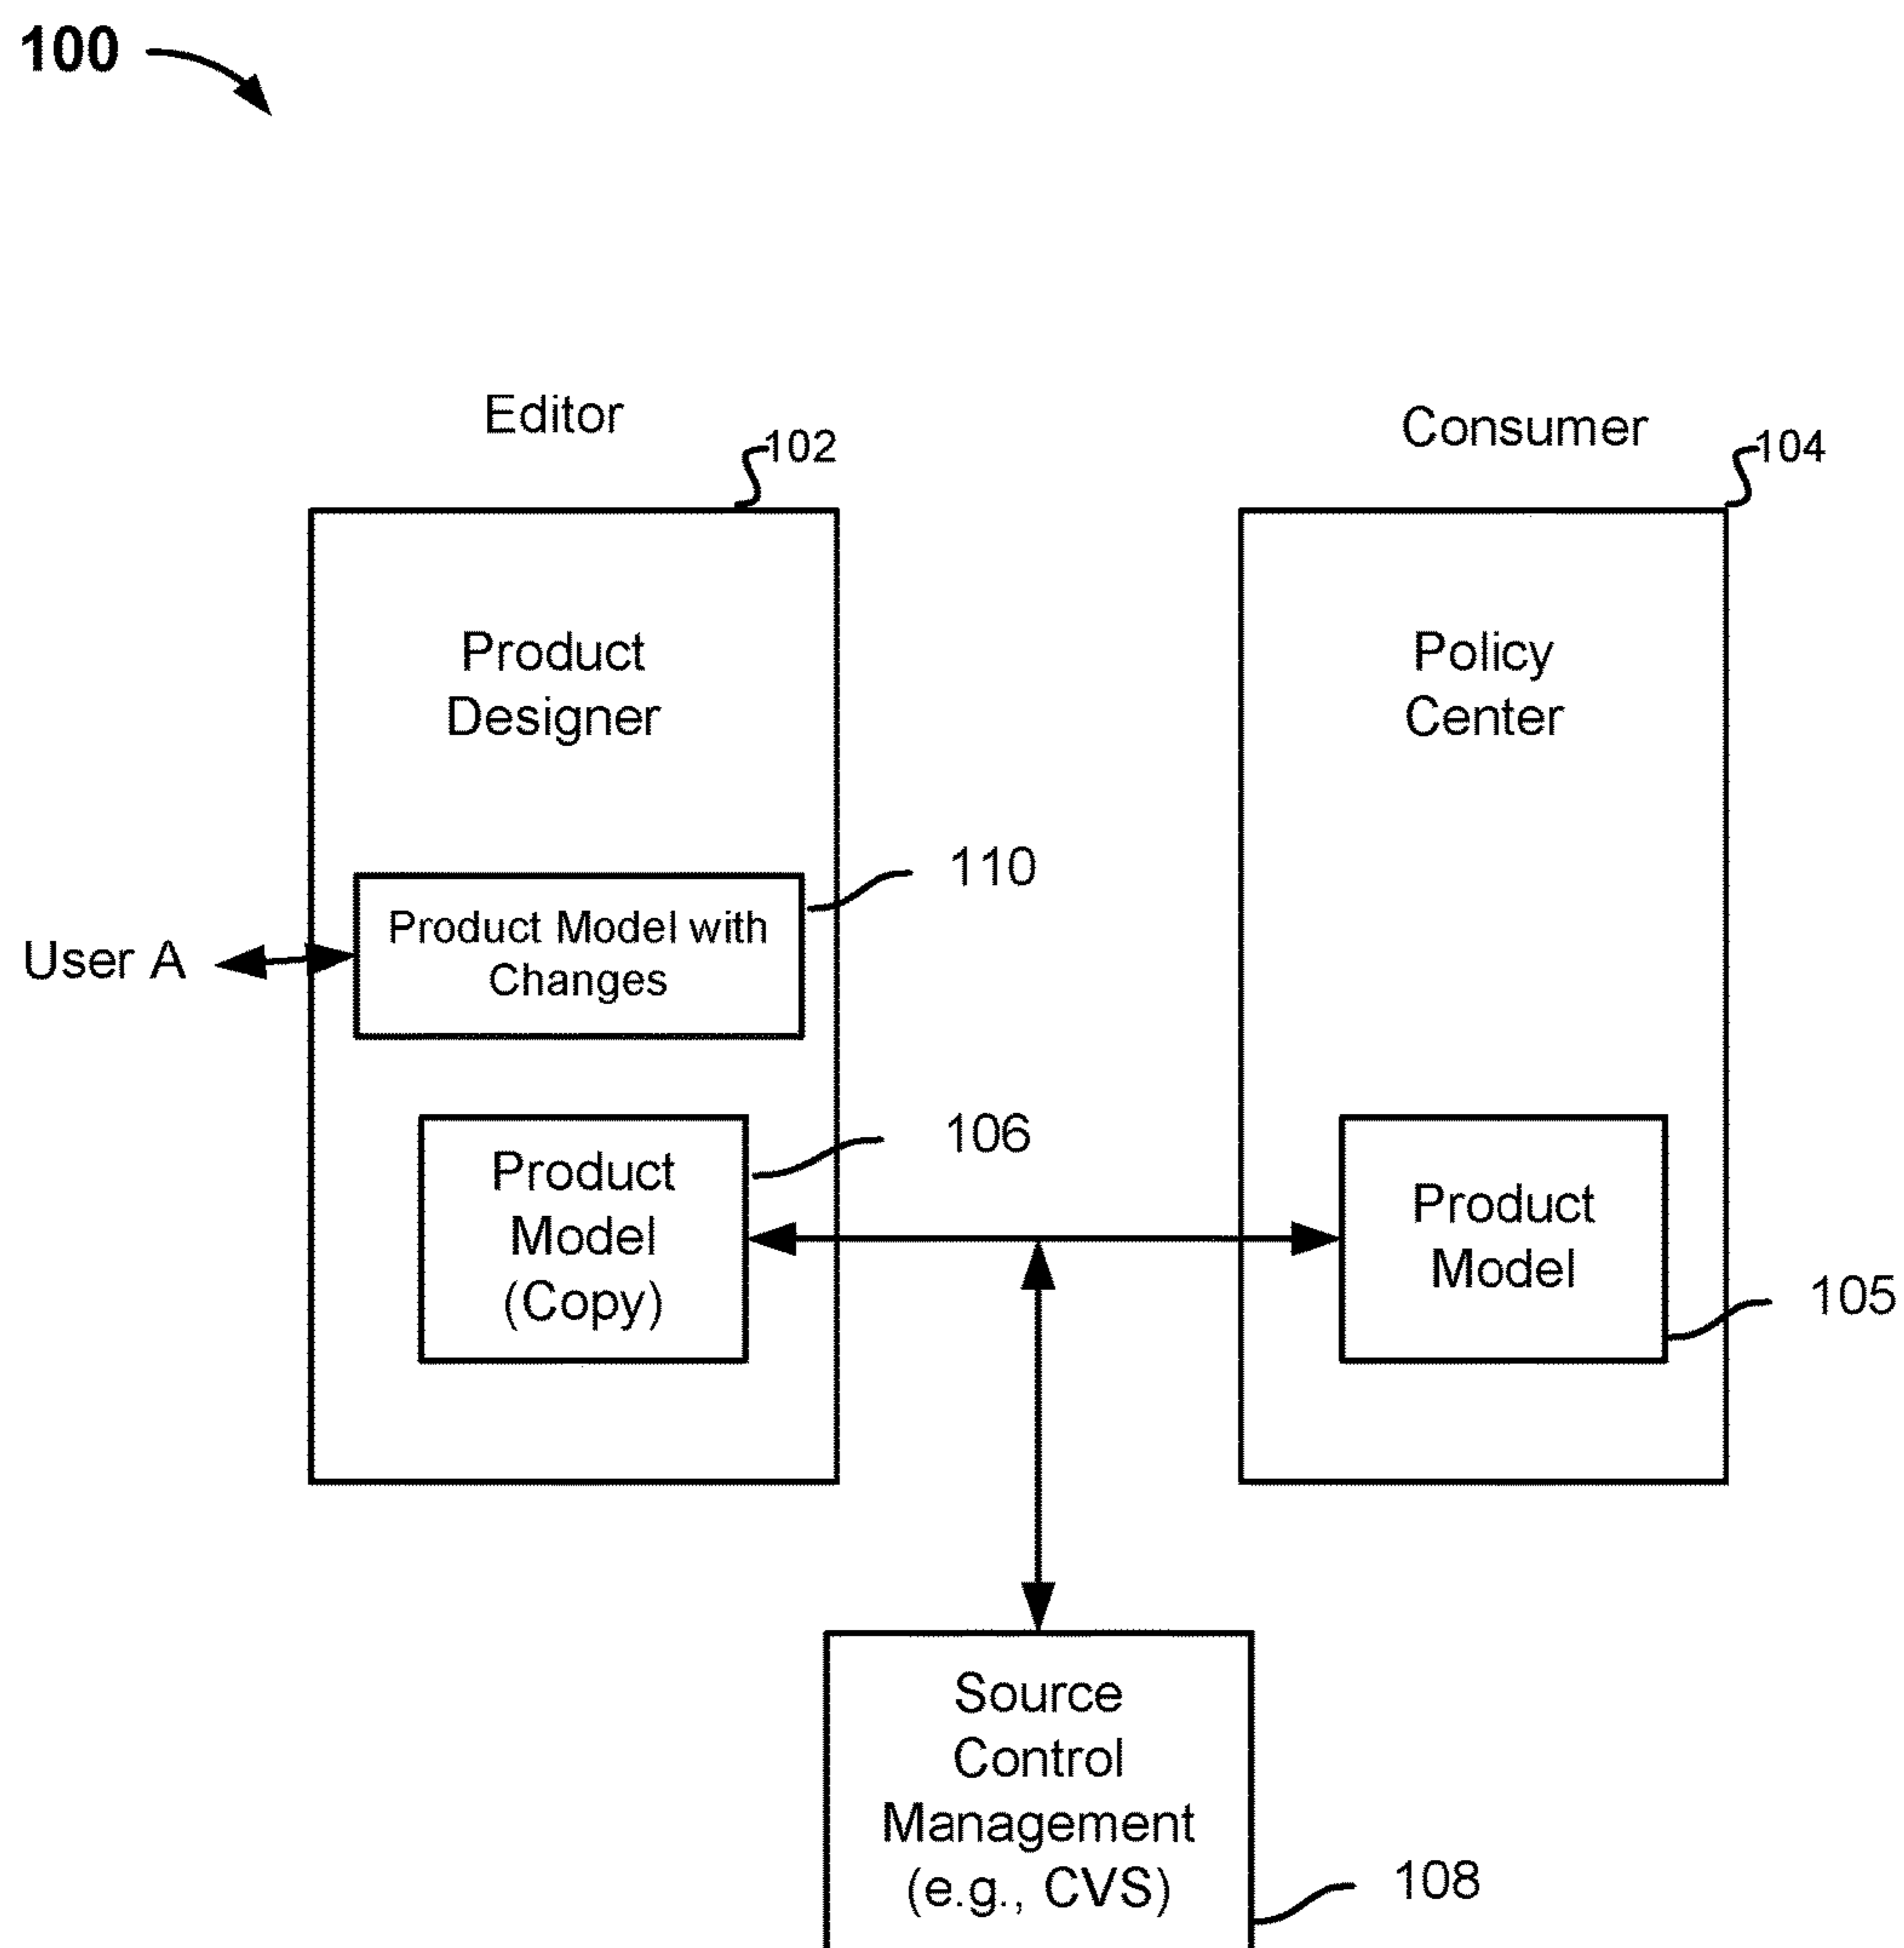 100
Editor
102
Consumer
104
Product
Designer
Policy
Center
110
Product Model with
Changes
User A
106
Product
Model
(Copy)
Product
Model
105
Source
Control
Management
(e.g., CVS)
108